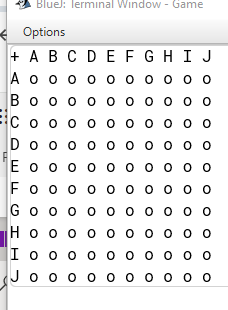 BlueJ: Terminal Window - Game
Options
+ A B C D E F G H I J
A o o o o o o o o o o
B o o o o o o o o o o
C o o o o o o o o o o
D o o o o o o o o o o
E o o o o o o o o o o
F o o o o o o o o o o
G o o o o o o o o o o
H o o o o o o o o o o
I o o o o o o o o o o
J o o o o o o o o o o